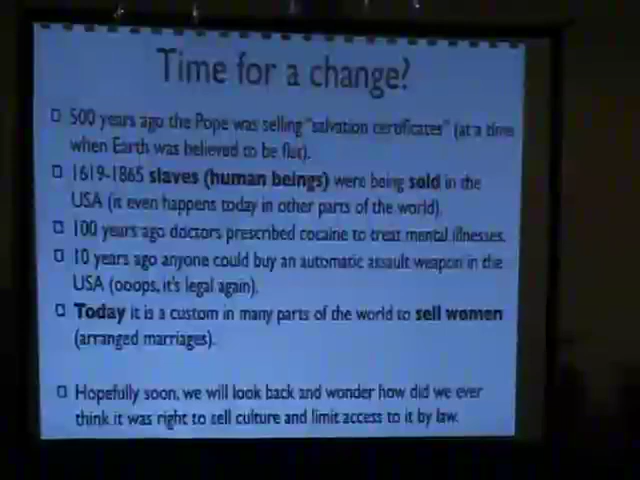 Time for a change?
500 years ago the Pope was selling "salvation certificates" (at a time
when Earth was believed to be flat).
1619-1865 slaves (human beings) were being sold in the
USA (it even happens today in other parts of the world).
100 years ago doctors prescribed cocaine to treat mental illnesses.
10 years ago anyone could buy an automatic assault weapon in the
USA (ooops, it's legal again).
Today it is a custom in many parts of the world to sell women
(arranged marriages).
Hopefully soon, we will look back and wonder how did we ever
think it was right to sell culture and limit access to it by law.